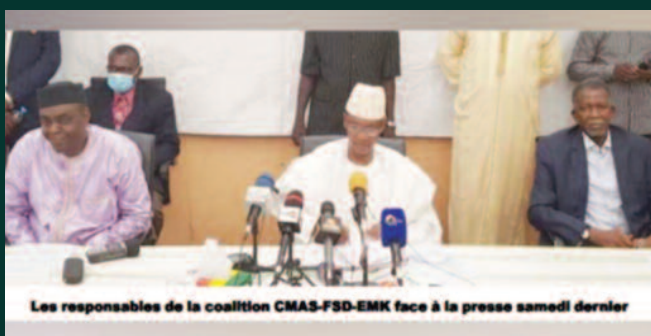 Les responsables de la coalition CMAS-FSD-EMK face à la presse samedi dernier